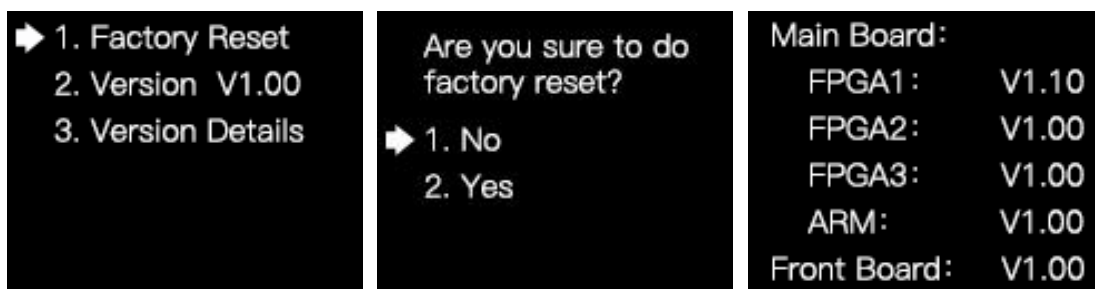 1. Factory Reset
2. Version V1.00
3. Version Details
Are you sure to do
factory reset?
1. No
2. Yes
Main Board:
FPGA1: V1.10
FPGA2: V1.00
FPGA3: V1.00
ARM: V1.00
Front Board: V1.00